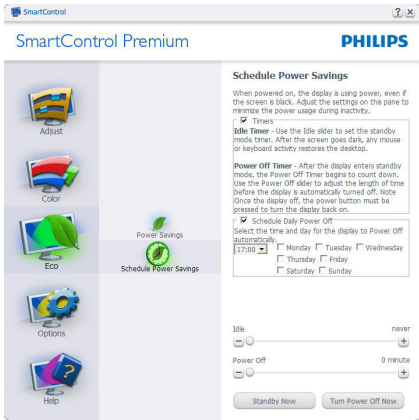 SmartControl
? x
SmartControl Premium
PHILIPS
Adjust
Color
Eco
Options
Help
Power Savings
Schedule Power Savings
Schedule Power Savings
When powered on, the display is using power, even if
the screen is black. Adjust the settings on this pane to
minimize the power usage during inactivity.
Timers
Idle Timer - Use the Idle slider to set the standby
mode timer. After the screen goes dark, any mouse
or keyboard activity restores the desktop.
Power Off Timer - After the display enters standby
mode, the Power Off Timer begins to count down.
Use the Power Off slider to adjust the length of time
before the display is automatically turned off. Note
Once the display off, the power button must be
pressed to turn the display back on.
Schedule Daily Power Off
Select the time and day for the display to Power Off
automatically.
17:00 Monday Tuesday Wednesday
Thursday Friday
Saturday Sunday
Idle never
Power Off 0 minute
Standby Now Turn Power Off Now